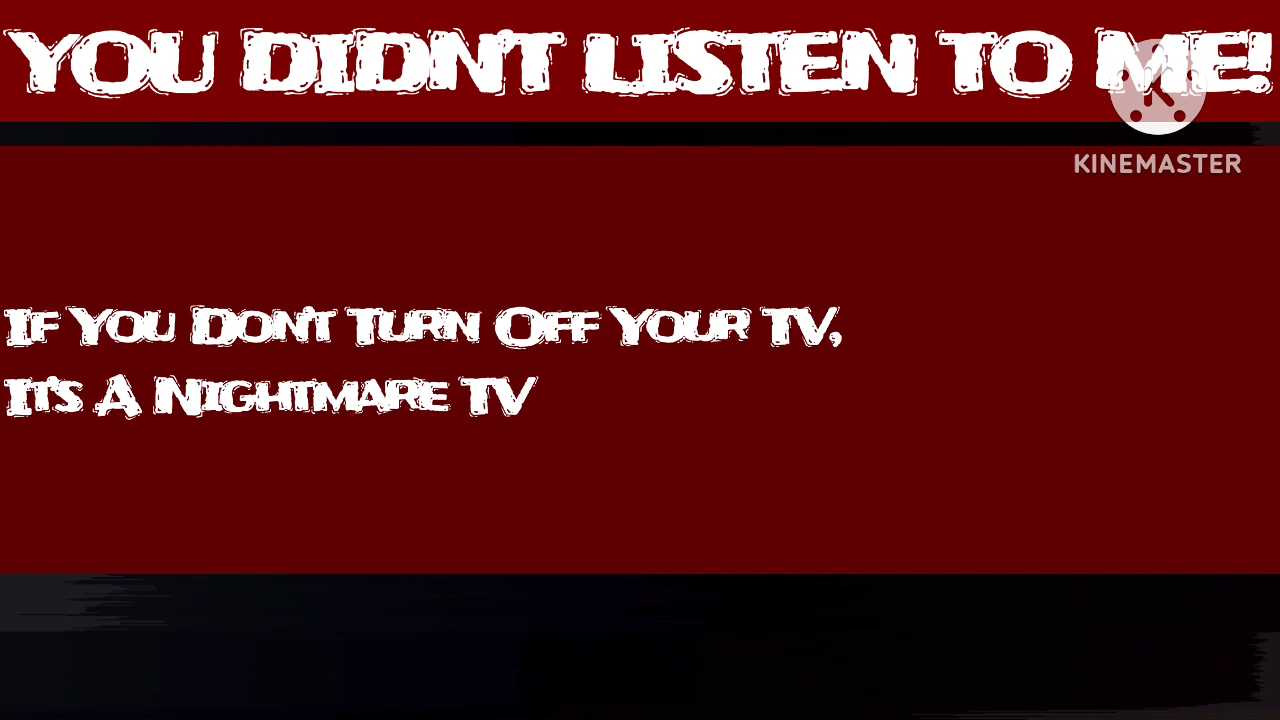 YOU DIDN'T LISTEN TO ME!
KINEMASTER
If You Don't Turn Off Your TV,
It's A Nightmare TV